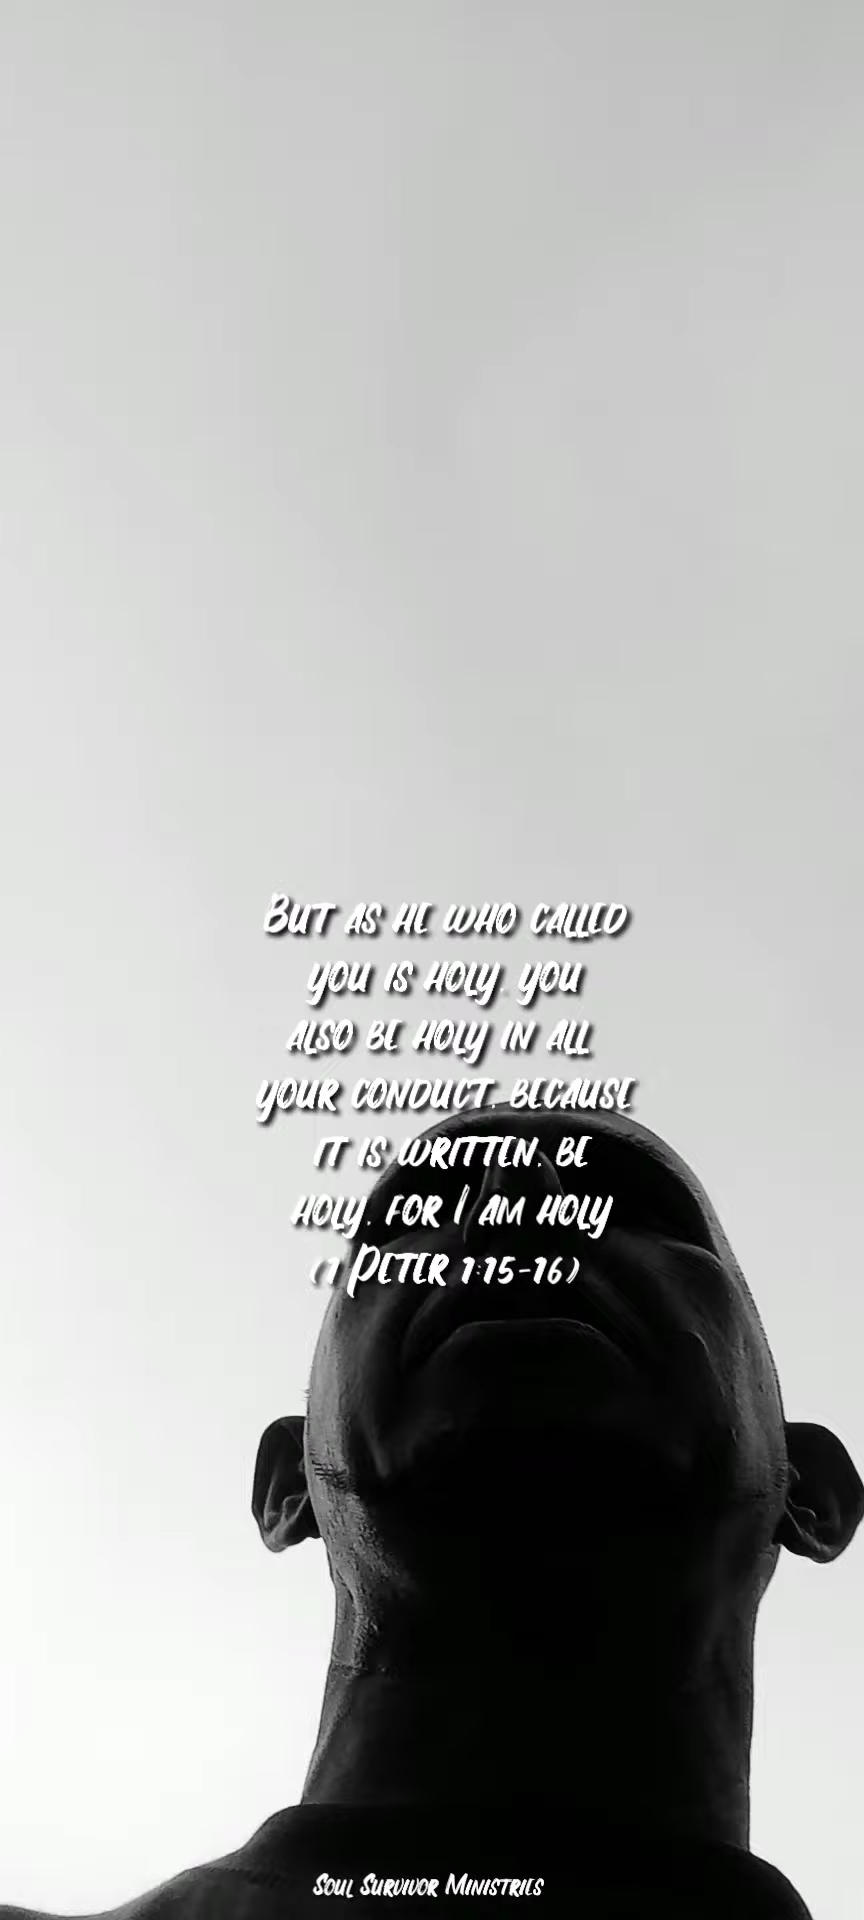 But as he who called
you is holy, you
also be holy in all
your conduct, because
it is written, be
holy, for I am holy
(1 Peter 1:15-16)
Soul Survivor Ministries